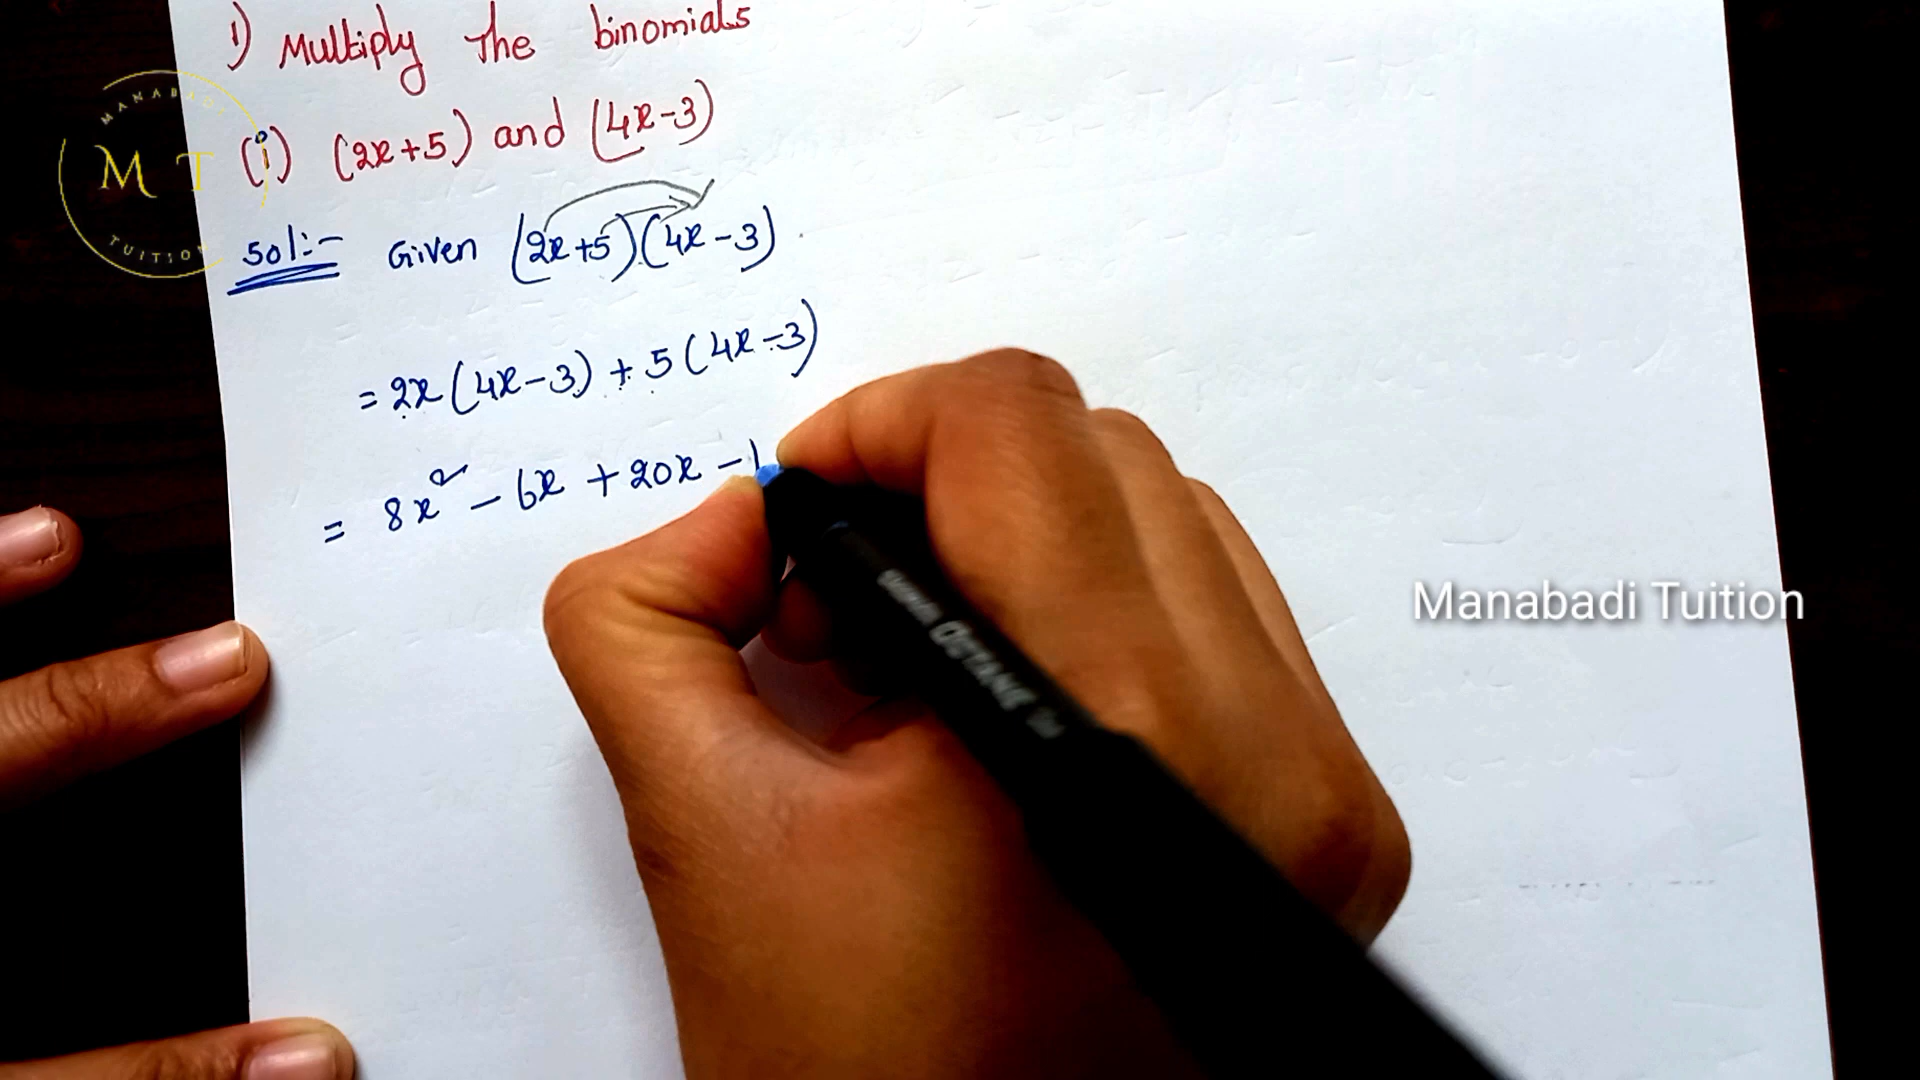 1) Multiply The binomials
(i) (2x+5) and (4x-3)
Sol:- Given (2x+5)(4x-3)
= 2x(4x-3) + 5(4x-3)
= 8x² - 6x + 20x - 1
MANABADI
M T
TUITION
Manabadi Tuition
OCTANE